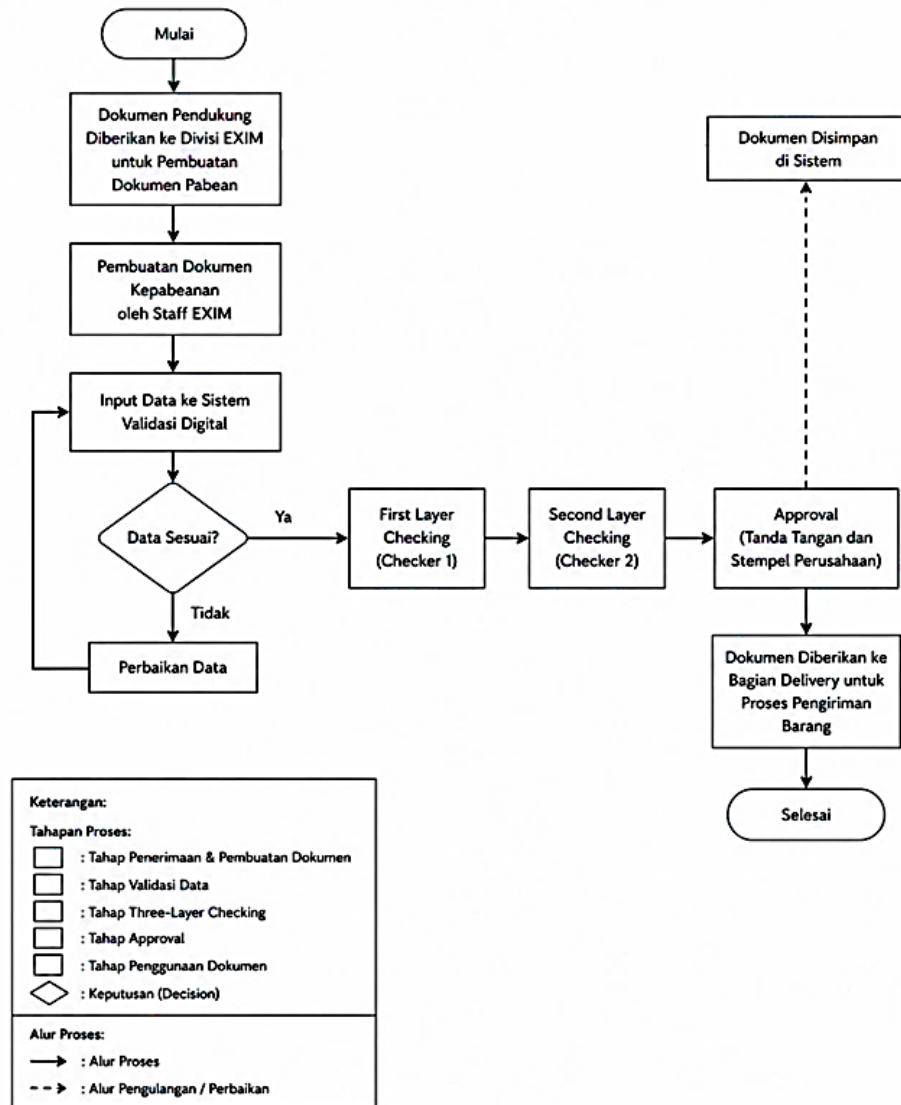 Mulai
Dokumen Pendukung
Diberikan ke Divisi EXIM
untuk Pembuatan
Dokumen Pabean
Pembuatan Dokumen
Kepabeanan
oleh Staff EXIM
Input Data ke Sistem
Validasi Digital
Data Sesuai?
Ya
Tidak
Perbaikan Data
First Layer
Checking
(Checker 1)
Second Layer
Checking
(Checker 2)
Approval
(Tanda Tangan dan
Stempel Perusahaan)
Dokumen Disimpan
di Sistem
Dokumen Diberikan ke
Bagian Delivery untuk
Proses Pengiriman
Barang
Selesai
Keterangan:
Tahapan Proses:
: Tahap Penerimaan & Pembuatan Dokumen
: Tahap Validasi Data
: Tahap Three-Layer Checking
: Tahap Approval
: Tahap Penggunaan Dokumen
: Keputusan (Decision)
Alur Proses:
: Alur Proses
: Alur Pengulangan / Perbaikan